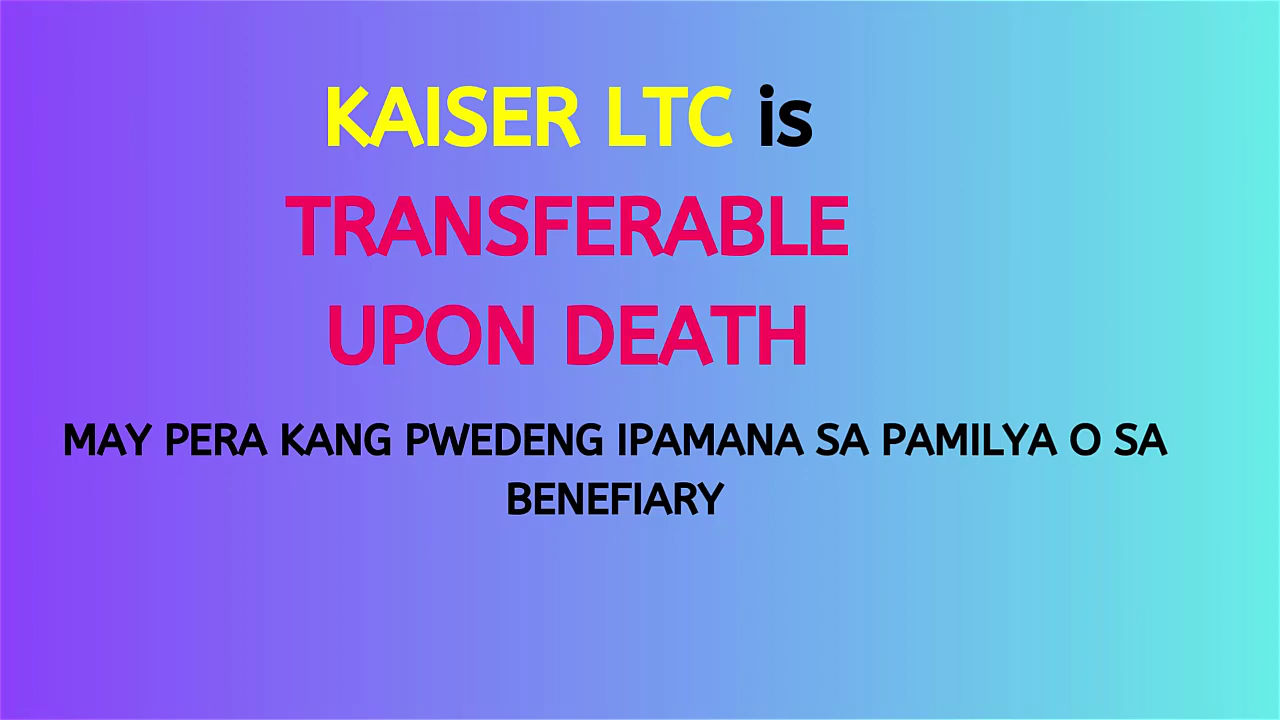 KAISER LTC is
TRANSFERABLE
UPON DEATH
MAY PERA KANG PWEDENG IPAMANA SA PAMILYA O SA
BENEFIARY